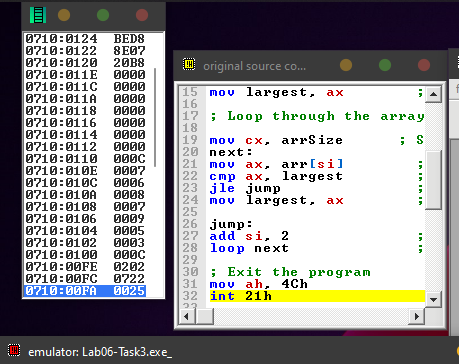 0710:0124 BED8
0710:0122 8E07
0710:0120 20B8
0710:011E 0000
0710:011C 0000
0710:011A 0000
0710:0118 0000
0710:0116 0000
0710:0114 0000
0710:0112 0000
0710:0110 000C
0710:010E 0007
0710:010C 0006
0710:010A 0008
0710:0108 0007
0710:0106 0009
0710:0104 0005
0710:0102 0003
0710:0100 000C
0710:00FE 0202
0710:00FC 0722
0710:00FA 0025
original source co...
15 mov largest, ax ;
16
17 ; Loop through the array
18
19 mov cx, arrSize ; S
20 next:
21 mov ax, arr[si] ;
22 cmp ax, largest ;
23 jle jump ;
24 mov largest, ax ;
25
26 jump:
27 add si, 2 ;
28 loop next ;
29
30 ; Exit the program
31 mov ah, 4Ch
32 int 21h
33
emulator: Lab06-Task3.exe_